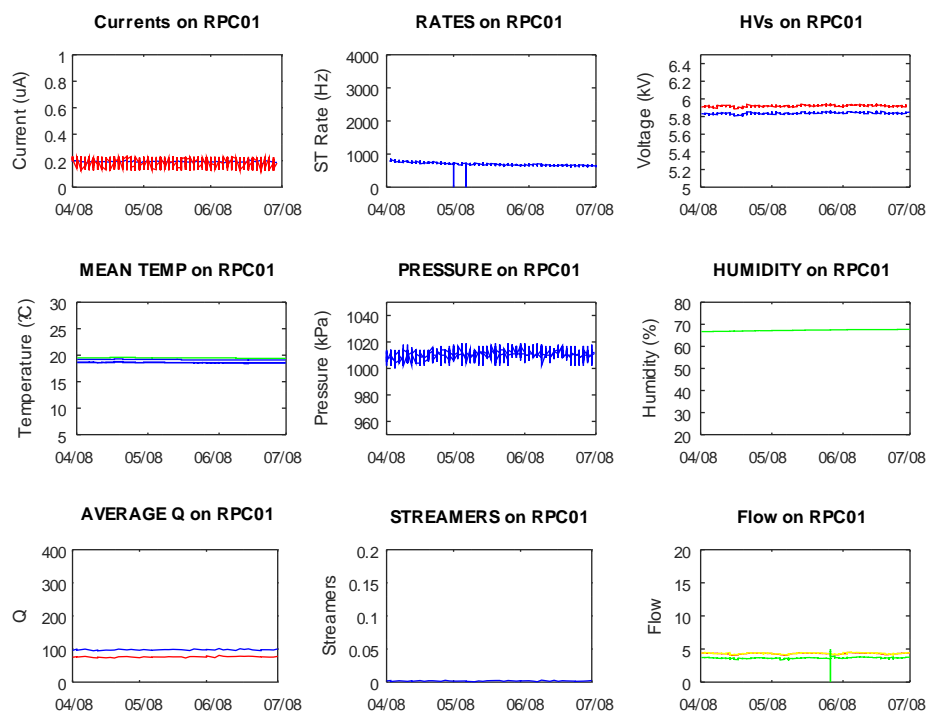 Currents on RPC01
Current (uA)
1
0.8
0.6
0.4
0.2
0
04/08 05/08 06/08 07/08
RATES on RPC01
ST Rate (Hz)
4000
3000
2000
1000
0
04/08 05/08 06/08 07/08
HVs on RPC01
Voltage (kV)
6.4
6.2
6
5.8
5.6
5.4
5.2
5
04/08 05/08 06/08 07/08
MEAN TEMP on RPC01
Temperature (?C)
30
25
20
15
10
5
04/08 05/08 06/08 07/08
PRESSURE on RPC01
Pressure (kPa)
1040
1020
1000
980
960
04/08 05/08 06/08 07/08
HUMIDITY on RPC01
Humidity (%)
80
70
60
50
40
30
20
04/08 05/08 06/08 07/08
AVERAGE Q on RPC01
Q
400
300
200
100
0
04/08 05/08 06/08 07/08
STREAMERS on RPC01
Streamers
0.2
0.15
0.1
0.05
0
04/08 05/08 06/08 07/08
Flow on RPC01
Flow
20
15
10
5
0
04/08 05/08 06/08 07/08